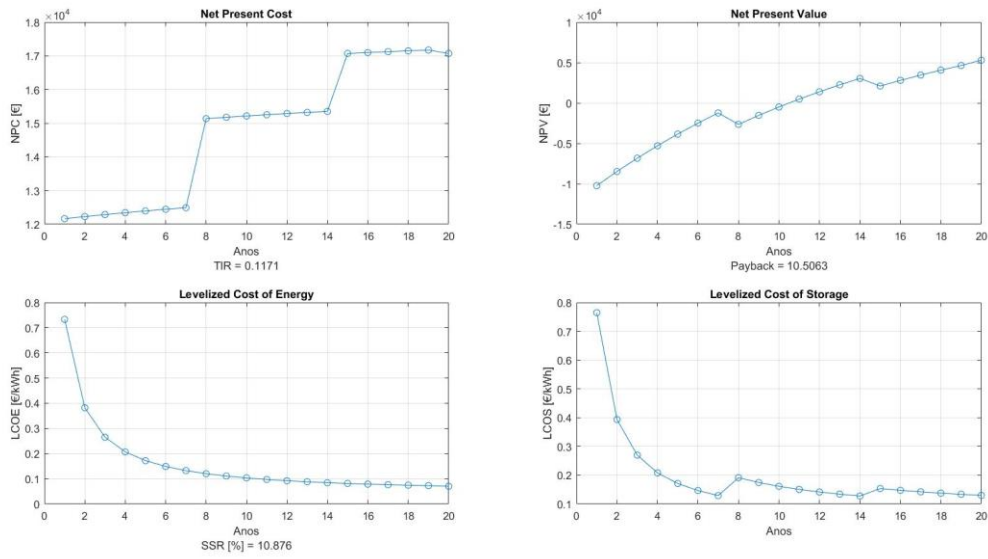 Net Present Cost
×10⁴
1.8
1.7
1.6
1.5
1.4
1.3
1.2
NPC [€]
0 2 4 6 8 10 12 14 16 18 20
Anos
TIR = 0.1171
Net Present Value
×10⁴
1
0.5
0
-0.5
-1
-1.5
NPV [€]
0 2 4 6 8 10 12 14 16 18 20
Anos
Payback = 10.5063
Levelized Cost of Energy
0.8
0.7
0.6
0.5
0.4
0.3
0.2
0.1
0
LCOE [€/kWh]
0 2 4 6 8 10 12 14 16 18 20
Anos
SSR [%] = 10.876
Levelized Cost of Storage
0.8
0.7
0.6
0.5
0.4
0.3
0.2
0.1
LCOS [€/kWh]
0 2 4 6 8 10 12 14 16 18 20
Anos